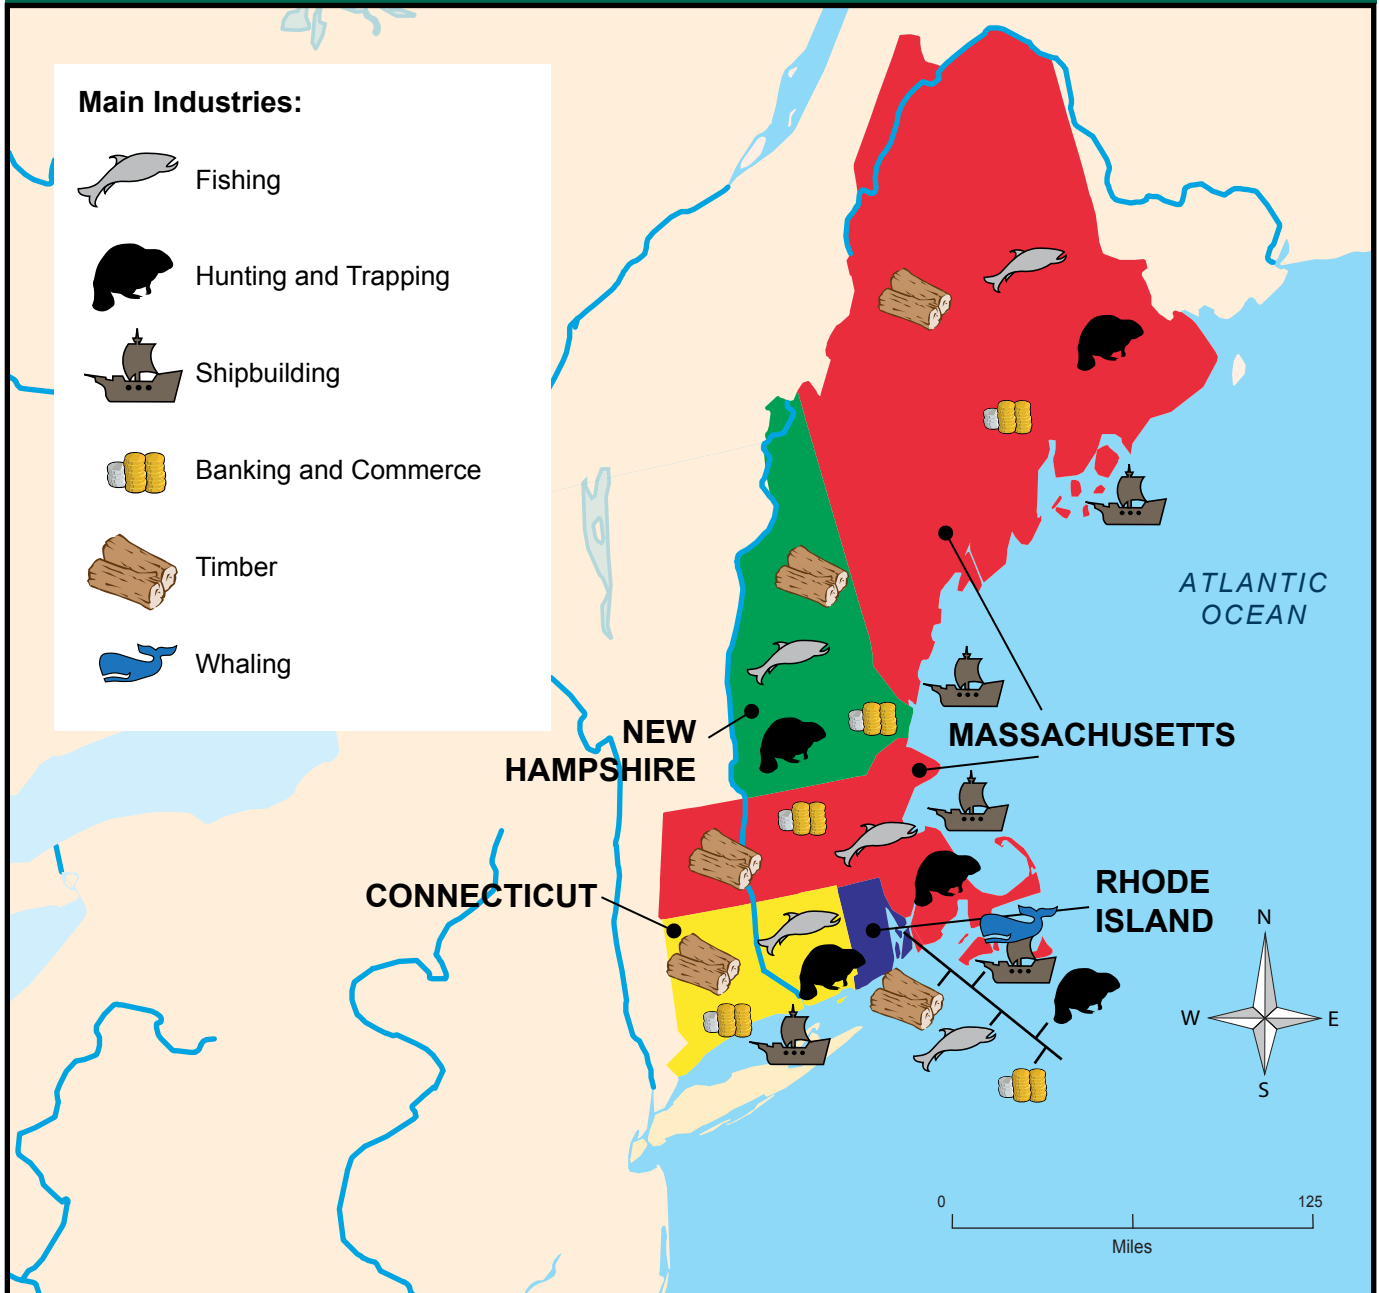 Main Industries:
Fishing
Hunting and Trapping
Shipbuilding
Banking and Commerce
Timber
Whaling
ATLANTIC
OCEAN
NEW
HAMPSHIRE
MASSACHUSETTS
CONNECTICUT
RHODE
ISLAND
N
W
E
S
0
125
Miles